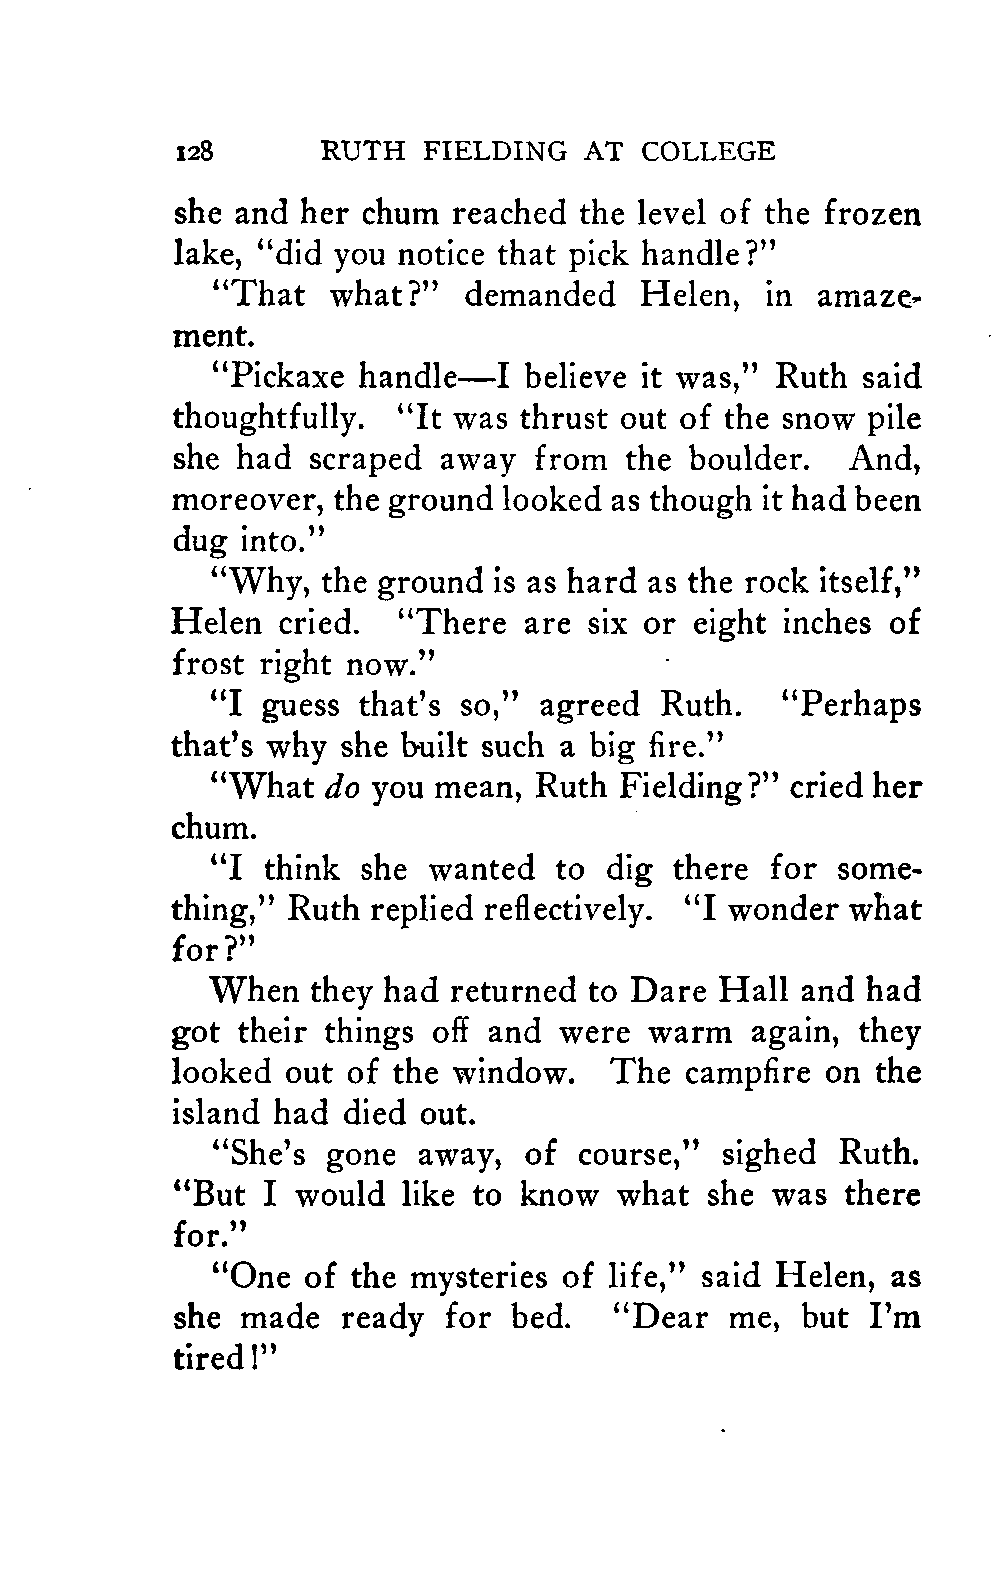 128 RUTH FIELDING AT COLLEGE
she and her chum reached the level of the frozen
lake, “did you notice that pick handle?”
“That what?” demanded Helen, in amaze-
ment.
“Pickaxe handle—I believe it was,” Ruth said
thoughtfully. “It was thrust out of the snow pile
she had scraped away from the boulder. And,
moreover, the ground looked as though it had been
dug into.”
“Why, the ground is as hard as the rock itself,”
Helen cried. “There are six or eight inches of
frost right now.”
“I guess that’s so,” agreed Ruth. “Perhaps
that’s why she built such a big fire.”
“What do you mean, Ruth Fielding?” cried her
chum.
“I think she wanted to dig there for some-
thing,” Ruth replied reflectively. “I wonder what
for?”
When they had returned to Dare Hall and had
got their things off and were warm again, they
looked out of the window. The campfire on the
island had died out.
“She’s gone away, of course,” sighed Ruth.
“But I would like to know what she was there
for.”
“One of the mysteries of life,” said Helen, as
she made ready for bed. “Dear me, but I’m
tired!”